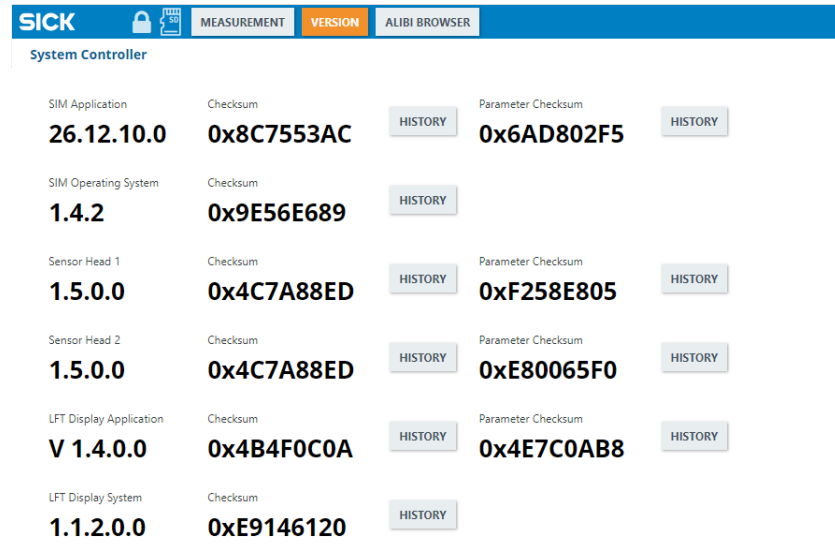 SICK SD MEASUREMENT VERSION ALIBI BROWSER
System Controller
SIM Application Checksum Parameter Checksum
26.12.10.0 0x8C7553AC HISTORY 0x6AD802F5 HISTORY
SIM Operating System Checksum
1.4.2 0x9E56E689 HISTORY
Sensor Head 1 Checksum Parameter Checksum
1.5.0.0 0x4C7A88ED HISTORY 0xF258E805 HISTORY
Sensor Head 2 Checksum Parameter Checksum
1.5.0.0 0x4C7A88ED HISTORY 0xE80065F0 HISTORY
LFT Display Application Checksum Parameter Checksum
V 1.4.0.0 0x4B4F0C0A HISTORY 0x4E7C0AB8 HISTORY
LFT Display System Checksum
1.1.2.0.0 0xE9146120 HISTORY